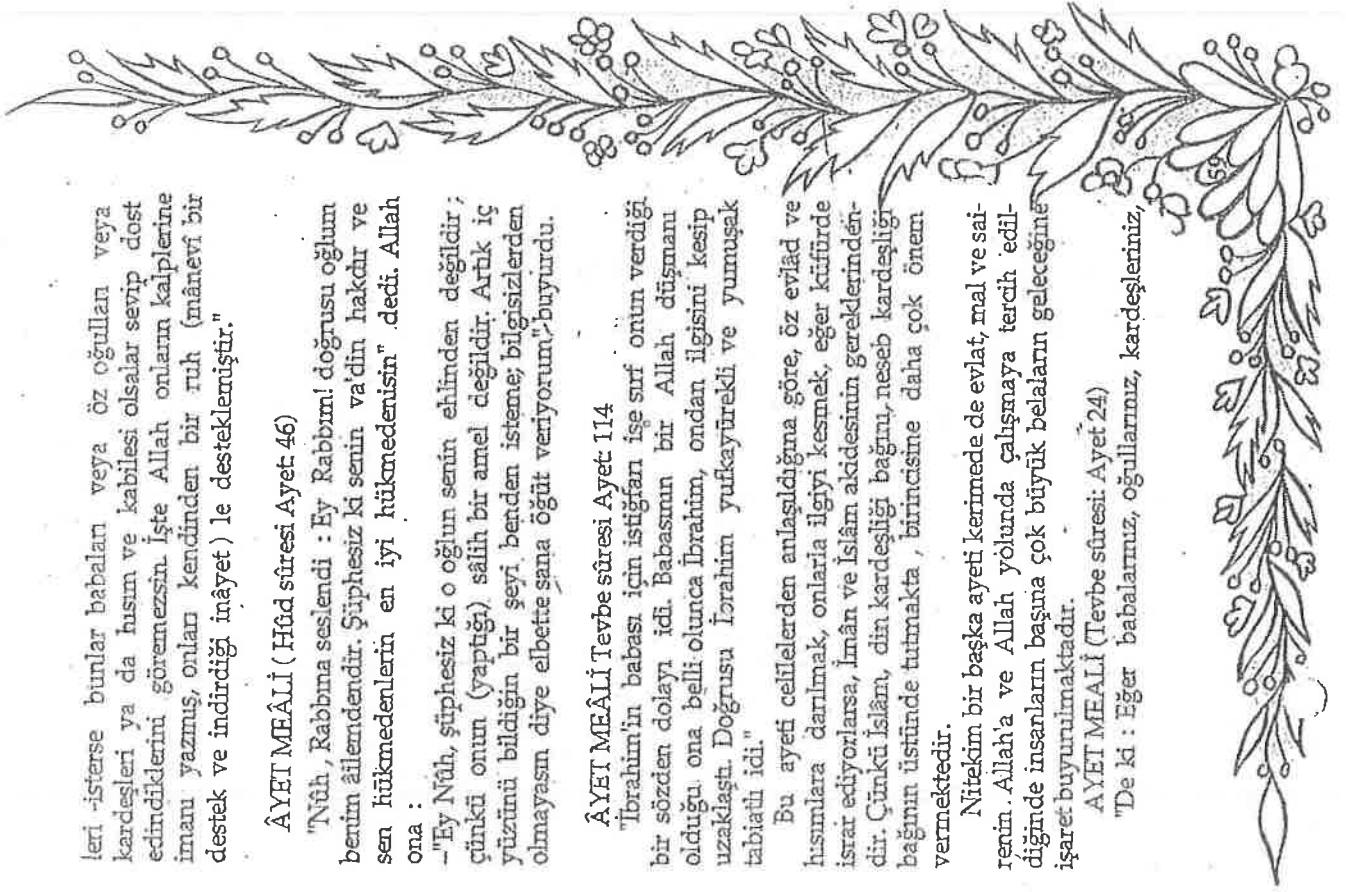 leri -isterse bunlar babaları veya öz oğulları veya
kardeşleri ya da hısım ve kabilesi olsalar sevip dost
edindiklerini göremezsin. İşte Allah onların kalplerine
imanı yazmış, onları kendinden bir ruh (mânevî bir
destek ve indirdiği inâyet) le desteklemiştir."
ÂYET MEÂLİ ( Hûd sûresi Ayet: 46)
"Nûh , Rabbına seslendi : Ey Rabbım! doğrusu oğlum
benim âilemdendir. Şüphesiz ki senin va'din hakdır ve
sen hükmedenlerin en iyi hükmedenisin" dedi. Allah
ona :
-"Ey Nûh, şüphesiz ki o oğlun senin ehlinden değildir ;
çünkü onun (yaptığı) sâlih bir amel değildir. Artık iç
yüzünü bildiğin bir şeyi benden isteme; bilgisizlerden
olmayasın diye elbette sana öğüt veriyorum," buyurdu.
ÂYET MEÂLİ Tevbe sûresi Ayet: 114
"İbrahim'in babası için istiğfarı işe sırf onun verdiği
bir sözden dolayı idi. Babasının bir Allah düşmanı
olduğu ona belli olunca İbrahim, ondan ilgisini kesip
uzaklaştı. Doğrusu İbrahim yufkayürekli ve yumuşak
tabiatlı idi."
Bu ayeti celilelerden anlaşıldığına göre, öz evlâd ve
hısımlara darılmak, onlarla ilgiyi kesmek, eğer küfürde
israr ediyorlarsa, İmân ve İslâm akidesinin gereklerinden-
dir. Çünkü İslâm, din kardeşliği bağını, neseb kardeşliği
bağının üstünde tutmakta , birincisine daha çok önem
vermektedir.
Nitekim bir başka ayeti kerimede de evlat, mal ve sai-
renin . Allah'a ve Allah yolunda çalışmaya tercih edil-
diğinde insanların başına çok büyük belaların geleceğine
işaret buyurulmaktadır.
AYET MEÂLİ (Tevbe sûresi: Ayet 24)
"De ki : Eğer babalarınız, oğullarınız, kardeşleriniz,
59